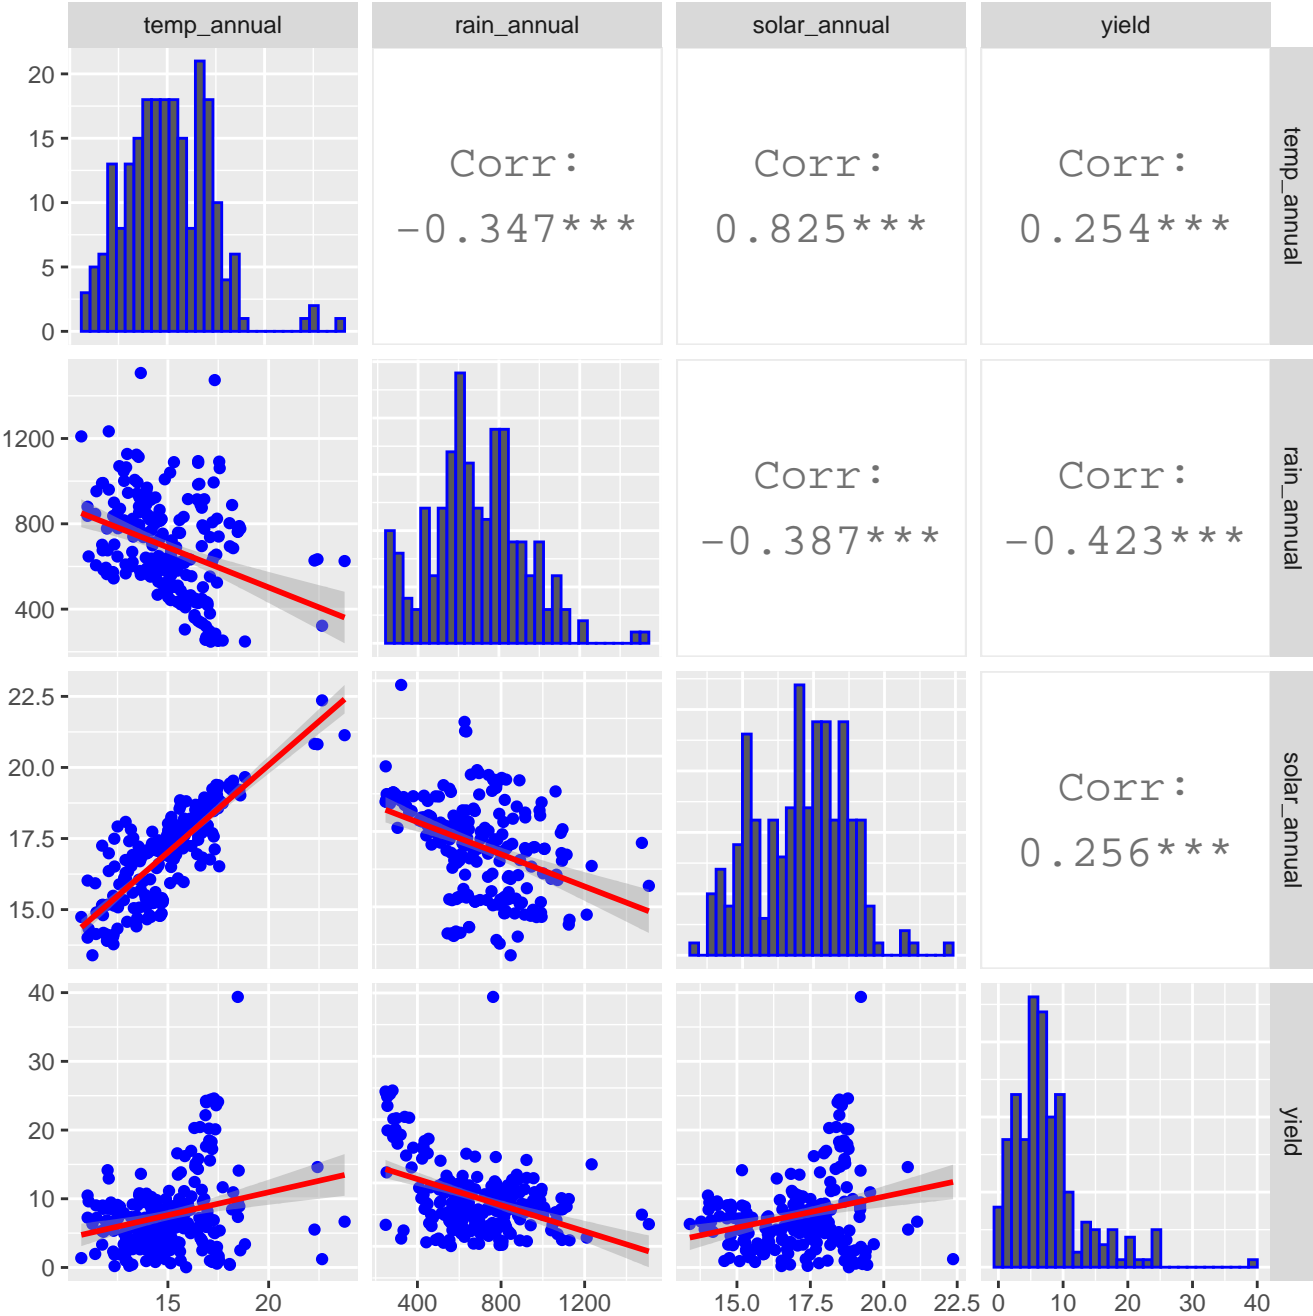 temp_annual rain_annual solar_annual yield
20
15
10
5
0
Corr:
-0.347***
Corr:
0.825***
Corr:
0.254***
temp_annual
1200
800
400
Corr:
-0.387***
Corr:
-0.423***
rain_annual
22.5
20.0
17.5
15.0
Corr:
0.256***
solar_annual
40
30
20
10
0
yield
15 20 400 800 1200 15.0 17.5 20.0 22.5 0 10 20 30 40